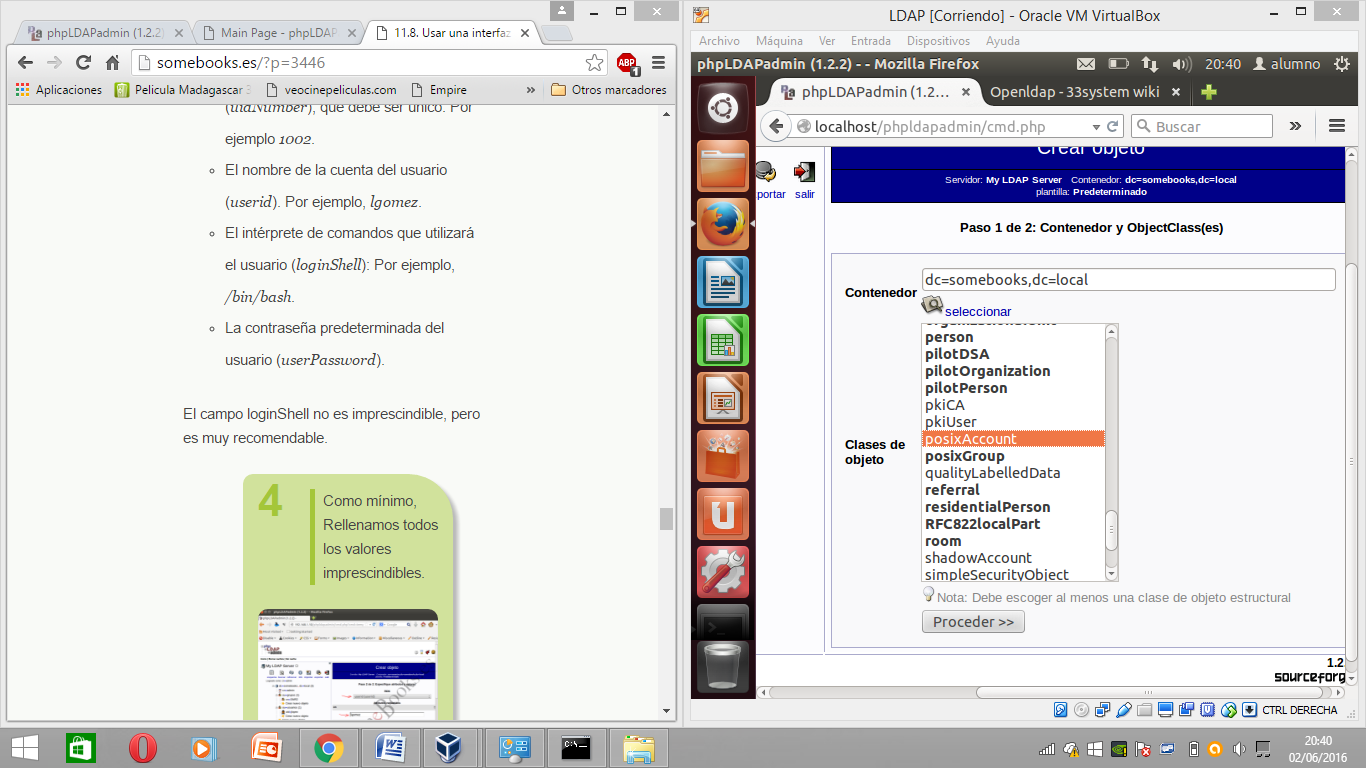 phpLDAPadmin (1.2.2)
Main Page - phpLDAP
11.8. Usar una interfaz
somebooks.es/?p=3446
ABP
1
Aplicaciones
Pelicula Madagascar
veocinepeliculas.com
Empire
»
Otros marcadores
(uidNumber), que debe ser único. Por
ejemplo 1002.
El nombre de la cuenta del usuario
(userid). Por ejemplo, lgomez.
El intérprete de comandos que utilizará
el usuario (loginShell): Por ejemplo,
/bin/bash.
La contraseña predeterminada del
usuario (userPassword).
El campo loginShell no es imprescindible, pero
es muy recomendable.
4
Como mínimo,
Rellenamos todos
los valores
imprescindibles.
LDAP [Corriendo] - Oracle VM VirtualBox
Archivo Máquina Ver Entrada Dispositivos Ayuda
phpLDAPadmin (1.2.2) - - Mozilla Firefox
20:40
alumno
phpLDAPadmin (1.2...
Openldap - 33system wiki
localhost/phpldapadmin/cmd.php
Buscar
»
portar
salir
Crear objeto
Servidor: My LDAP Server Contenedor: dc=somebooks,dc=local
plantilla: Predeterminado
Paso 1 de 2: Contenedor y ObjectClass(es)
Contenedor
dc=somebooks,dc=local
seleccionar
Clases de
objeto
person
pilotDSA
pilotOrganization
pilotPerson
pkiCA
pkiUser
posixAccount
posixGroup
qualityLabelledData
referral
residentialPerson
RFC822localPart
room
shadowAccount
simpleSecurityObject
Nota: Debe escoger al menos una clase de objeto estructural
Proceder >>
1.2
sourceforg
CTRL DERECHA
20:40
02/06/2016